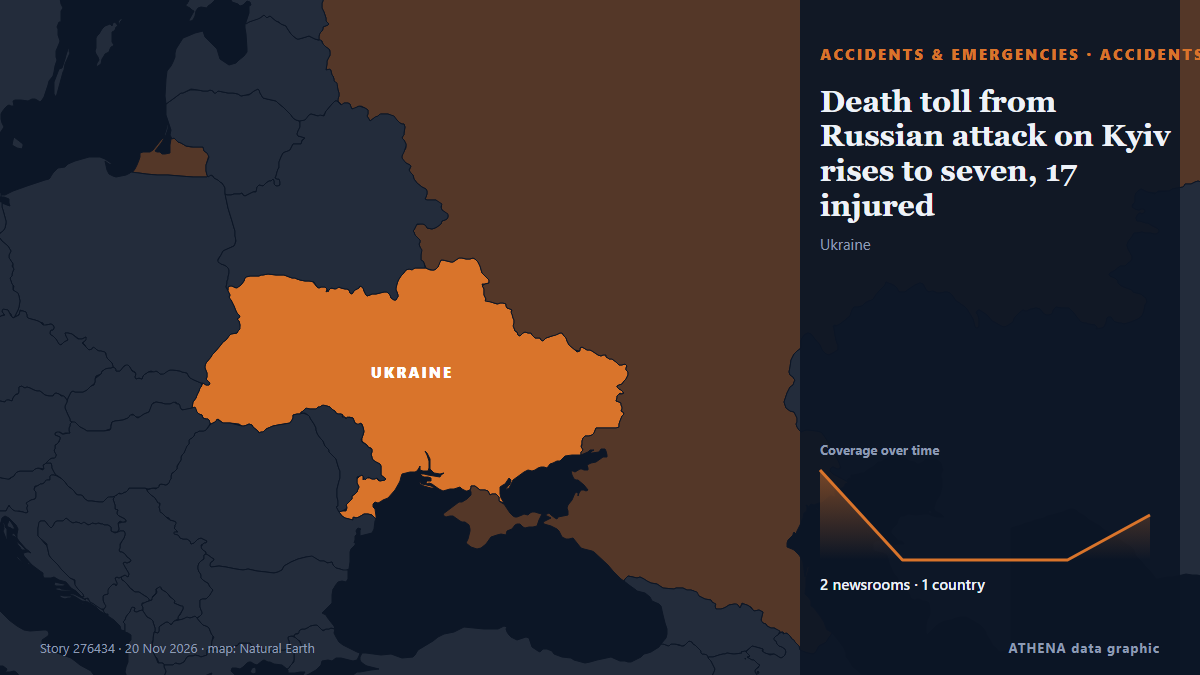 ACCIDENTS & EMERGENCIES · ACCIDENTS
Death toll from
Russian attack on Kyiv
rises to seven, 17
injured
Ukraine
UKRAINE
Coverage over time
2 newsrooms · 1 country
Story 276434 · 20 Nov 2026 · map: Natural Earth
ATHENA data graphic